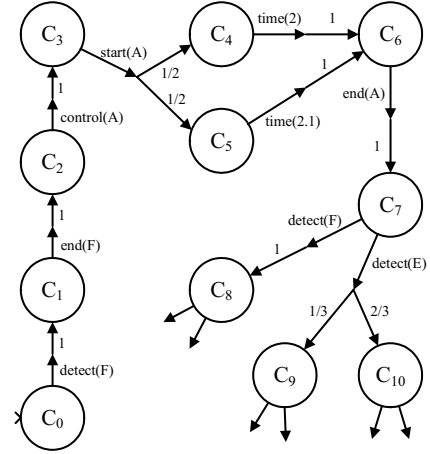 C3
start(A)
1/2
1/2
C4
time(2)
1
C6
1
time(2.1)
C5
end(A)
1
1
control(A)
C2
1
end(F)
C1
1
detect(F)
C0
C7
detect(F)
1
C8
detect(E)
1/3
2/3
C9
C10